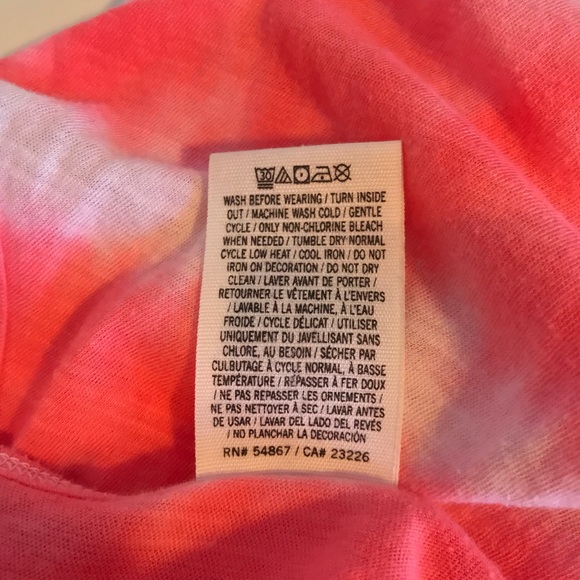 30
WASH BEFORE WEARING / TURN INSIDE
OUT / MACHINE WASH COLD / GENTLE
CYCLE / ONLY NON-CHLORINE BLEACH
WHEN NEEDED / TUMBLE DRY NORMAL
CYCLE LOW HEAT / COOL IRON / DO NOT
IRON ON DECORATION / DO NOT DRY
CLEAN / LAVER AVANT DE PORTER /
RETOURNER LE VÊTEMENT À L'ENVERS
/ LAVABLE À LA MACHINE, À L'EAU
FROIDE / CYCLE DÉLICAT / UTILISER
UNIQUEMENT DU JAVELLISANT SANS
CHLORE, AU BESOIN / SÉCHER PAR
CULBUTAGE À CYCLE NORMAL, À BASSE
TEMPÉRATURE / RÉPASSER À FER DOUX
/ NE PAS REPASSER LES ORNEMENTS /
NE PAS NETTOYER À SEC / LAVAR ANTES
DE USAR / LAVAR DEL LADO DEL REVÉS
/ NO PLANCHAR LA DECORACIÓN
RN# 54867 / CA# 23226